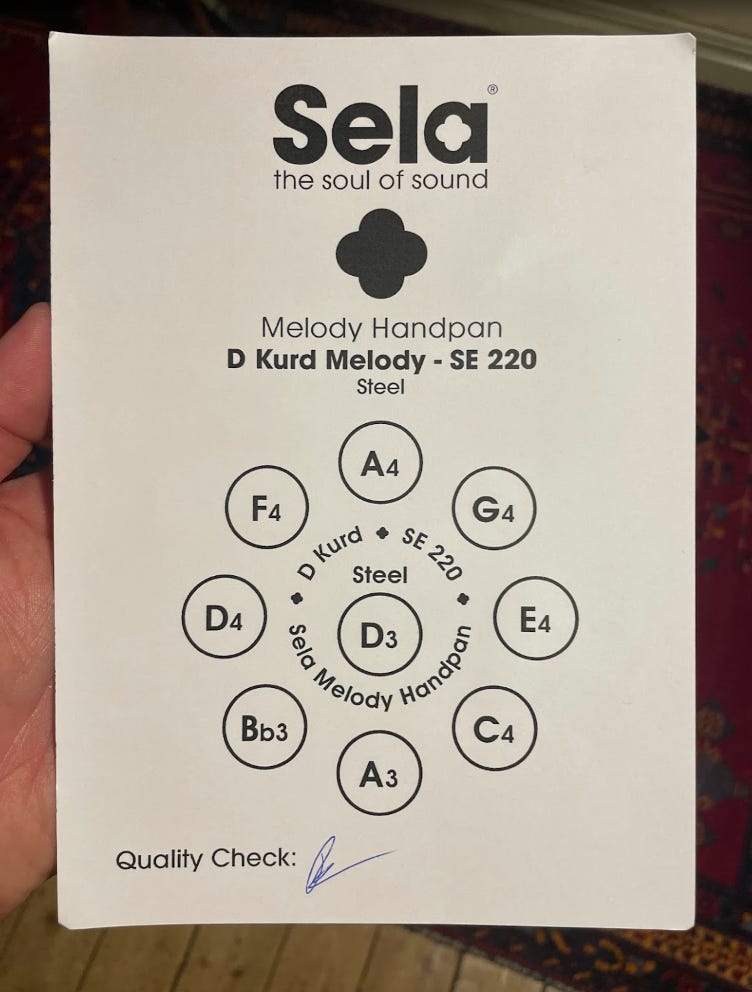 Sela®
the soul of sound
Melody Handpan
D Kurd Melody - SE 220
Steel
A4
F4
G4
D Kurd SE 220
Steel
D4
D3
E4
Sela Melody Handpan
Bb3
C4
A3
Quality Check: